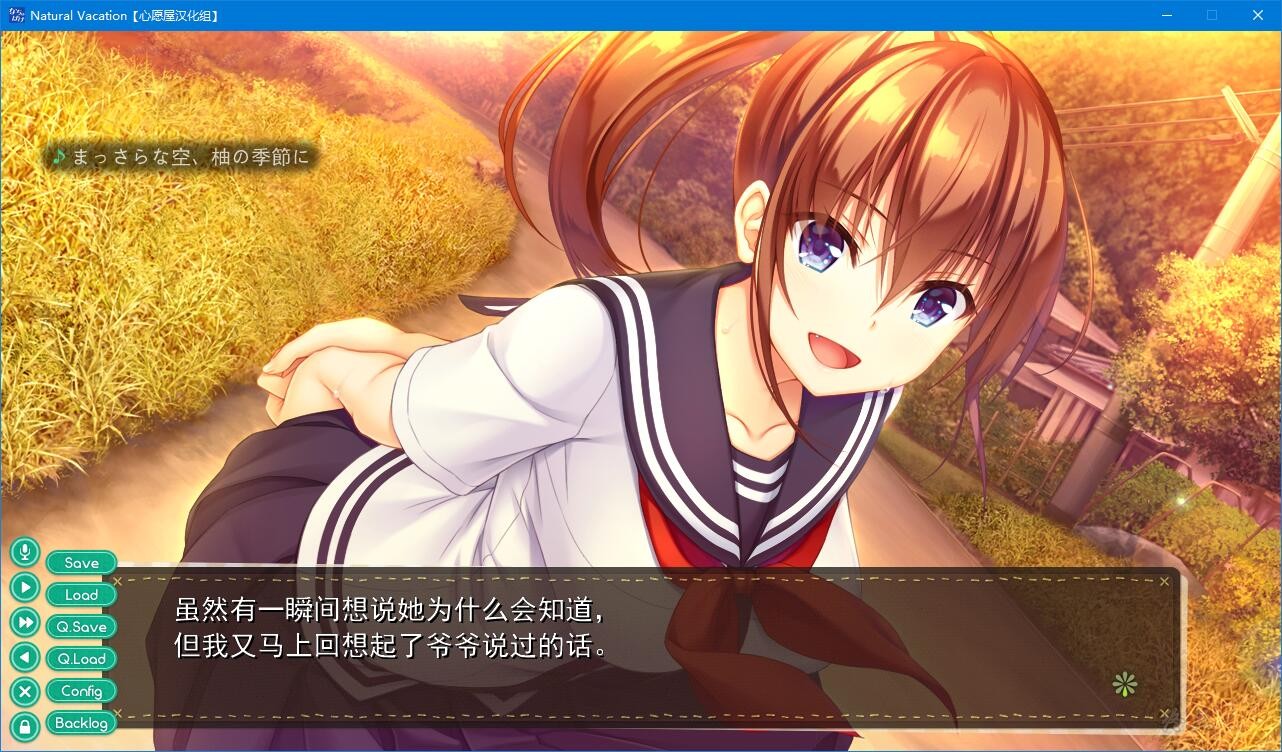 Natural Vacation【心愿屋汉化组】
♪まっさらな空、柚の季節に
Save
Load
Q.Save
Q.Load
Config
Backlog
虽然有一瞬间想说她为什么会知道，
但我又马上回想起了爷爷说过的话。